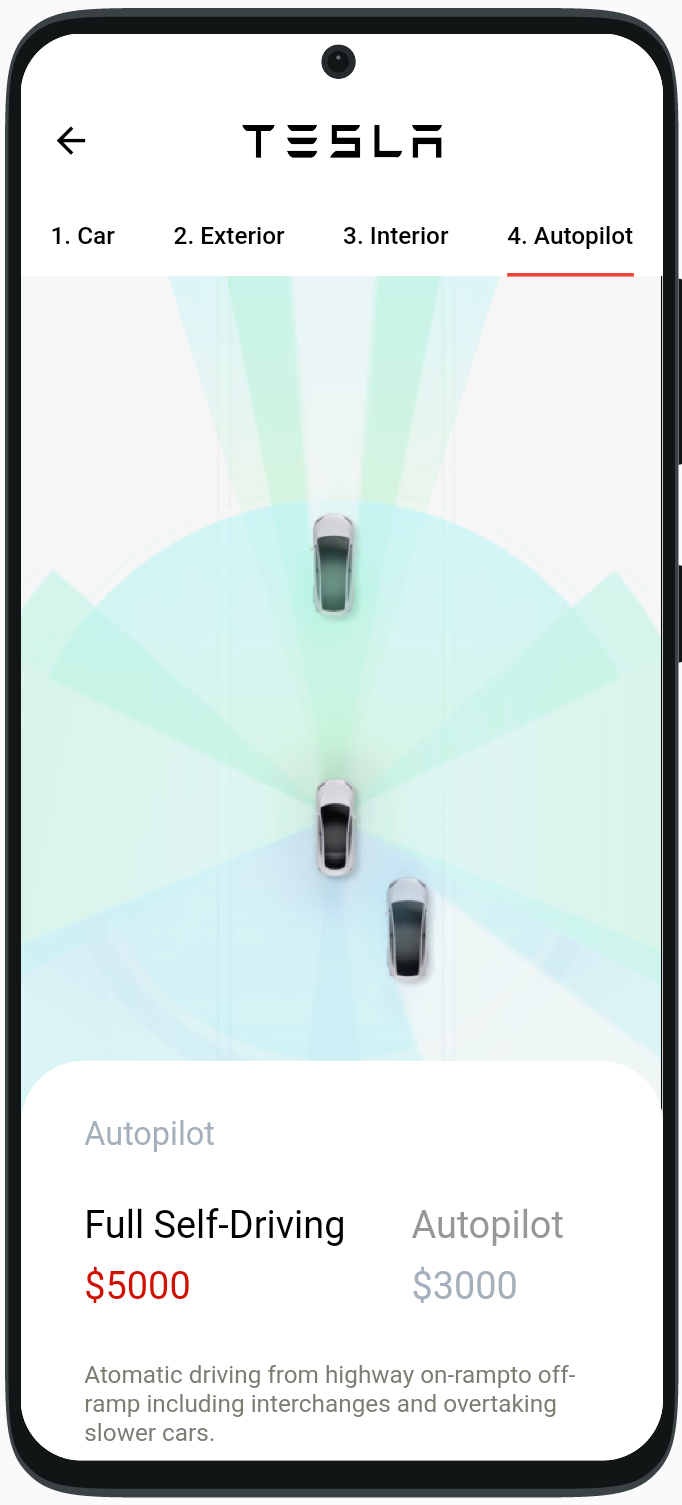 TESLA
1. Car 2. Exterior 3. Interior 4. Autopilot
Autopilot
Full Self-Driving Autopilot
$5000 $3000
Atomatic driving from highway on-rampto off-
ramp including interchanges and overtaking
slower cars.